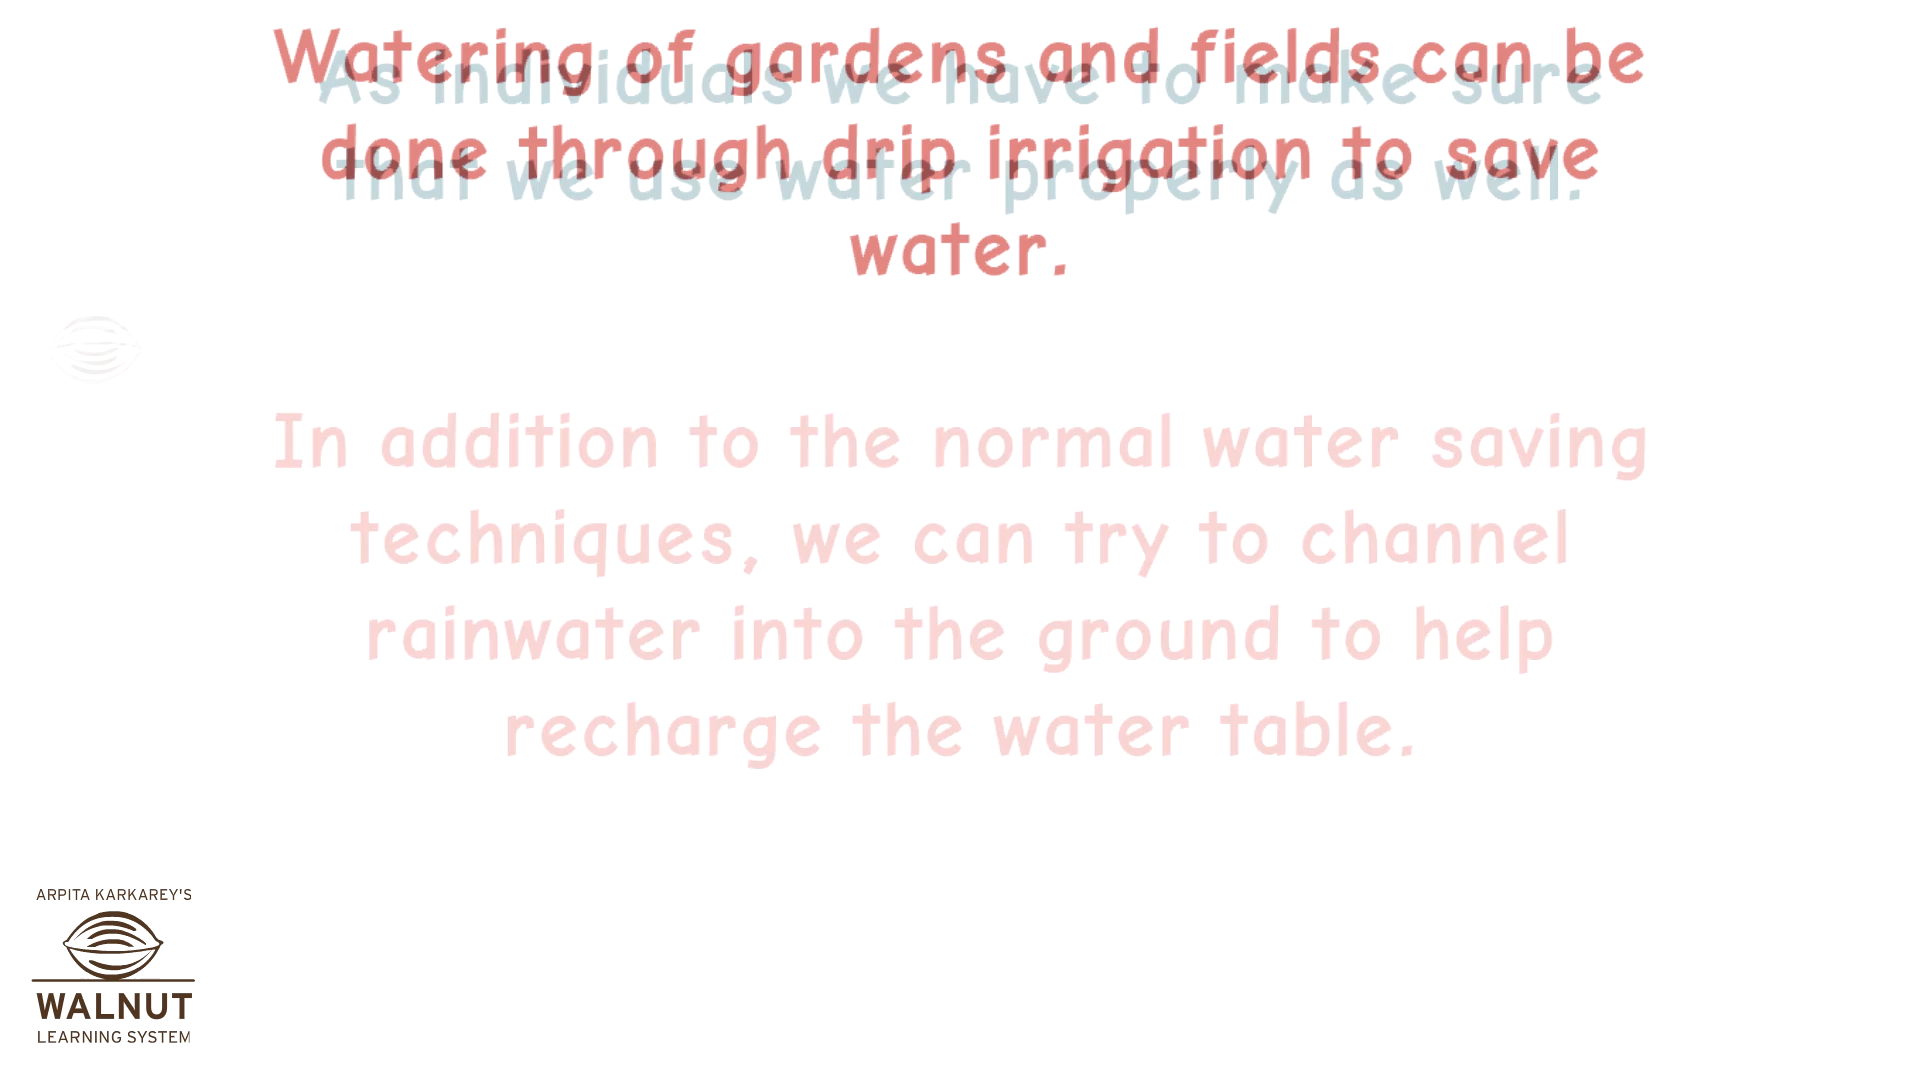 Watering of gardens and fields can be
done through drip irrigation to save
water.
As individuals we have to make sure
that we use water properly as well.
In addition to the normal water saving
techniques, we can try to channel
rainwater into the ground to help
recharge the water table.
ARPITA KARKAREY'S
WALNUT
LEARNING SYSTEM